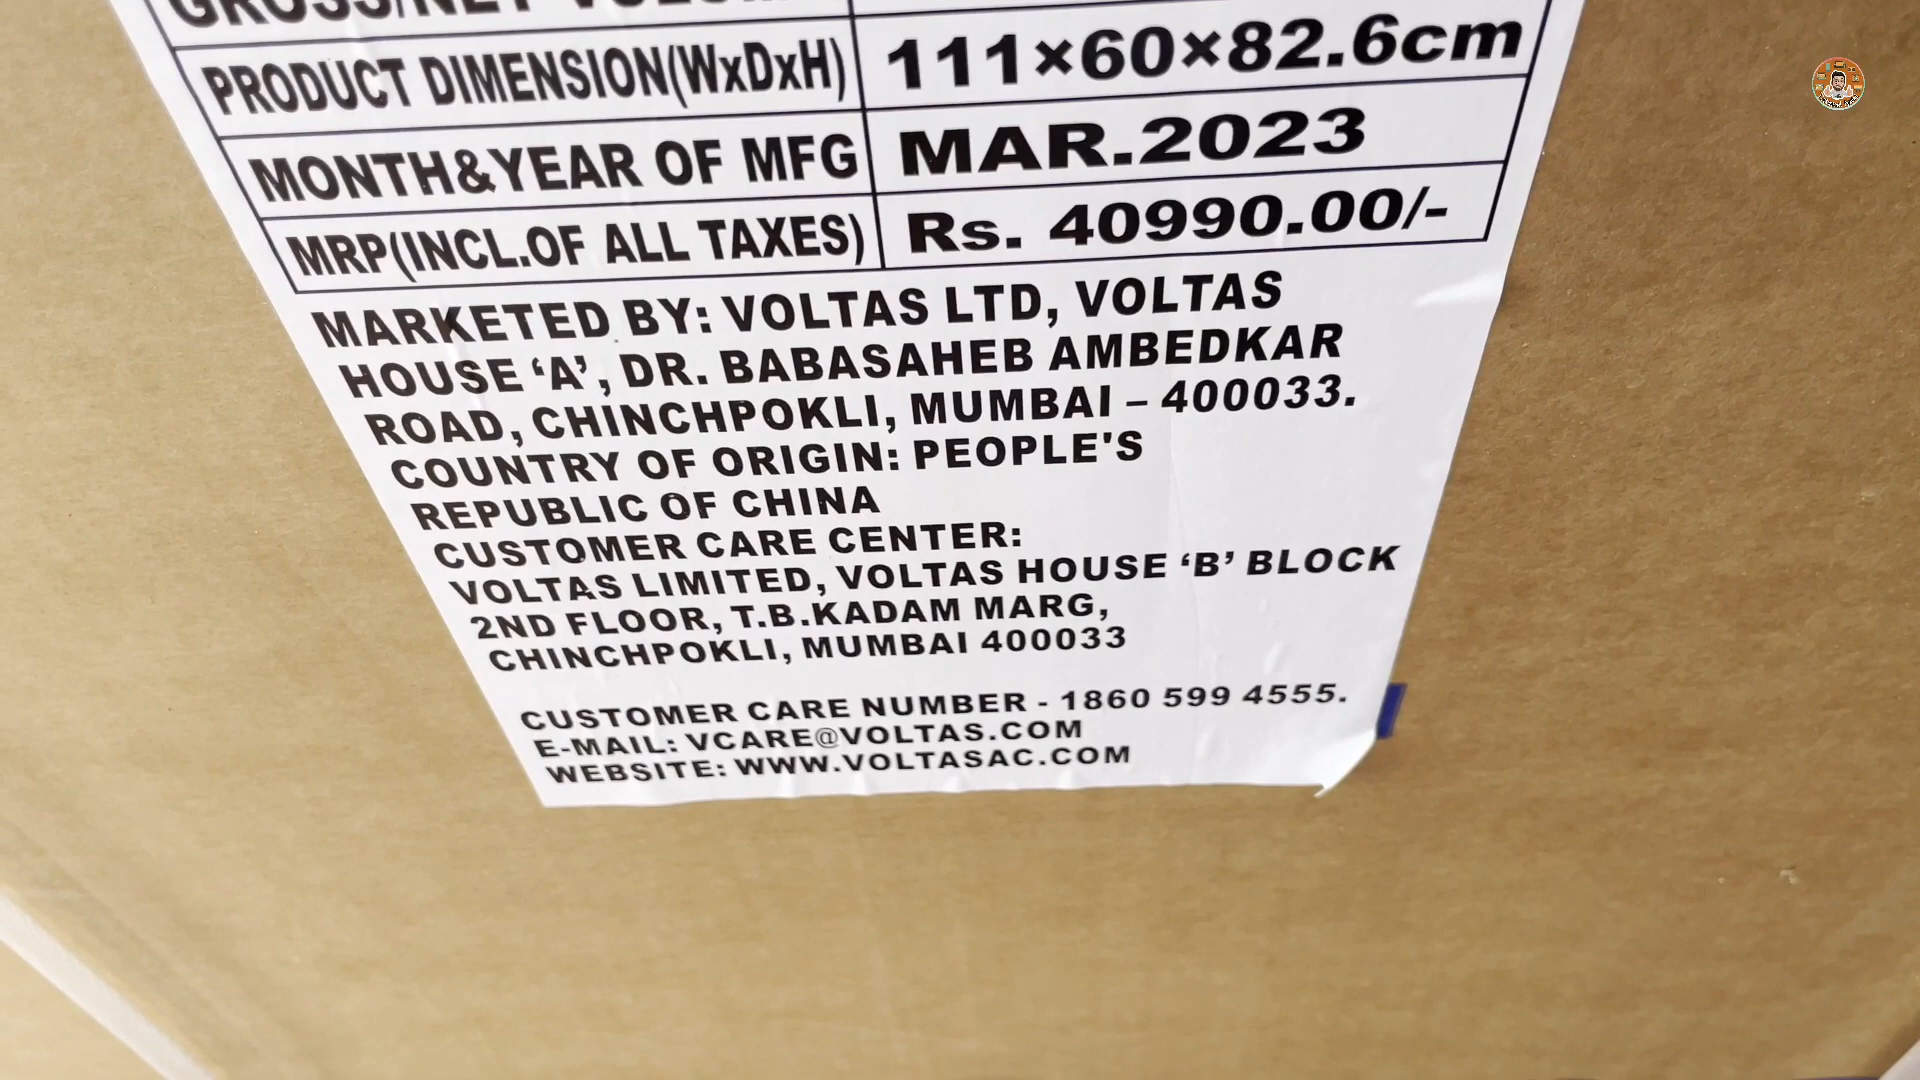 GROSS/NET VOLUM
PRODUCT DIMENSION(WxDxH) 111×60×82.6cm
MONTH&YEAR OF MFG MAR.2023
MRP(INCL.OF ALL TAXES) Rs. 40990.00/-
MARKETED BY: VOLTAS LTD, VOLTAS
HOUSE ‘A’, DR. BABASAHEB AMBEDKAR
ROAD, CHINCHPOKLI, MUMBAI – 400033.
COUNTRY OF ORIGIN: PEOPLE'S
REPUBLIC OF CHINA
CUSTOMER CARE CENTER:
VOLTAS LIMITED, VOLTAS HOUSE ‘B’ BLOCK
2ND FLOOR, T.B.KADAM MARG,
CHINCHPOKLI, MUMBAI 400033
CUSTOMER CARE NUMBER - 1860 599 4555.
E-MAIL: VCARE@VOLTAS.COM
WEBSITE: WWW.VOLTASAC.COM